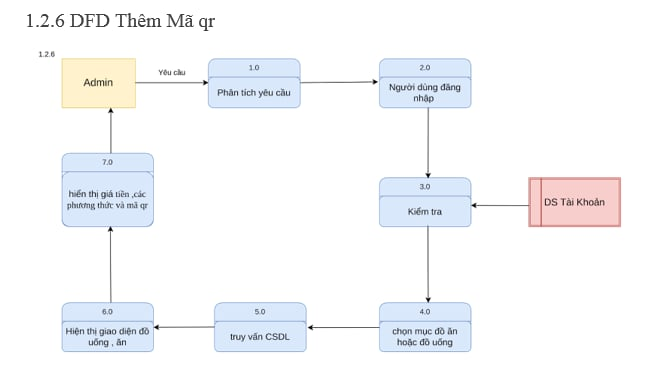 1.2.6 DFD Thêm Mã qr
1.2.6
Admin
Yêu cầu
1.0
Phân tích yêu cầu
2.0
Người dùng đăng
nhập
7.0
hiển thị giá tiền ,các
phương thức và mã qr
3.0
Kiểm tra
DS Tài Khoản
6.0
Hiện thị giao diện đồ
uống , ăn
5.0
truy vấn CSDL
4.0
chọn mục đồ ăn
hoặc đồ uống